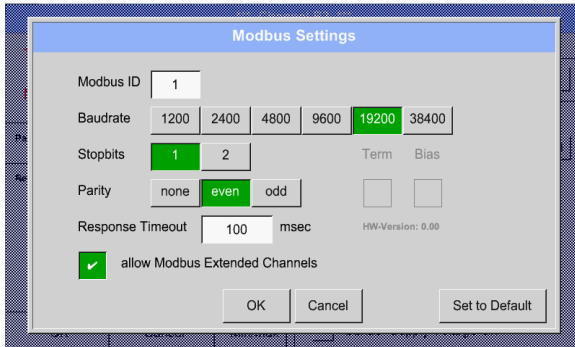 Modbus Settings
Modbus ID 1
Baudrate 1200 2400 4800 9600 19200 38400
Stopbits 1 2 Term Bias
Parity none even odd
Response Timeout 100 msec HW-Version: 0.00
✔ allow Modbus Extended Channels
OK Cancel Set to Default